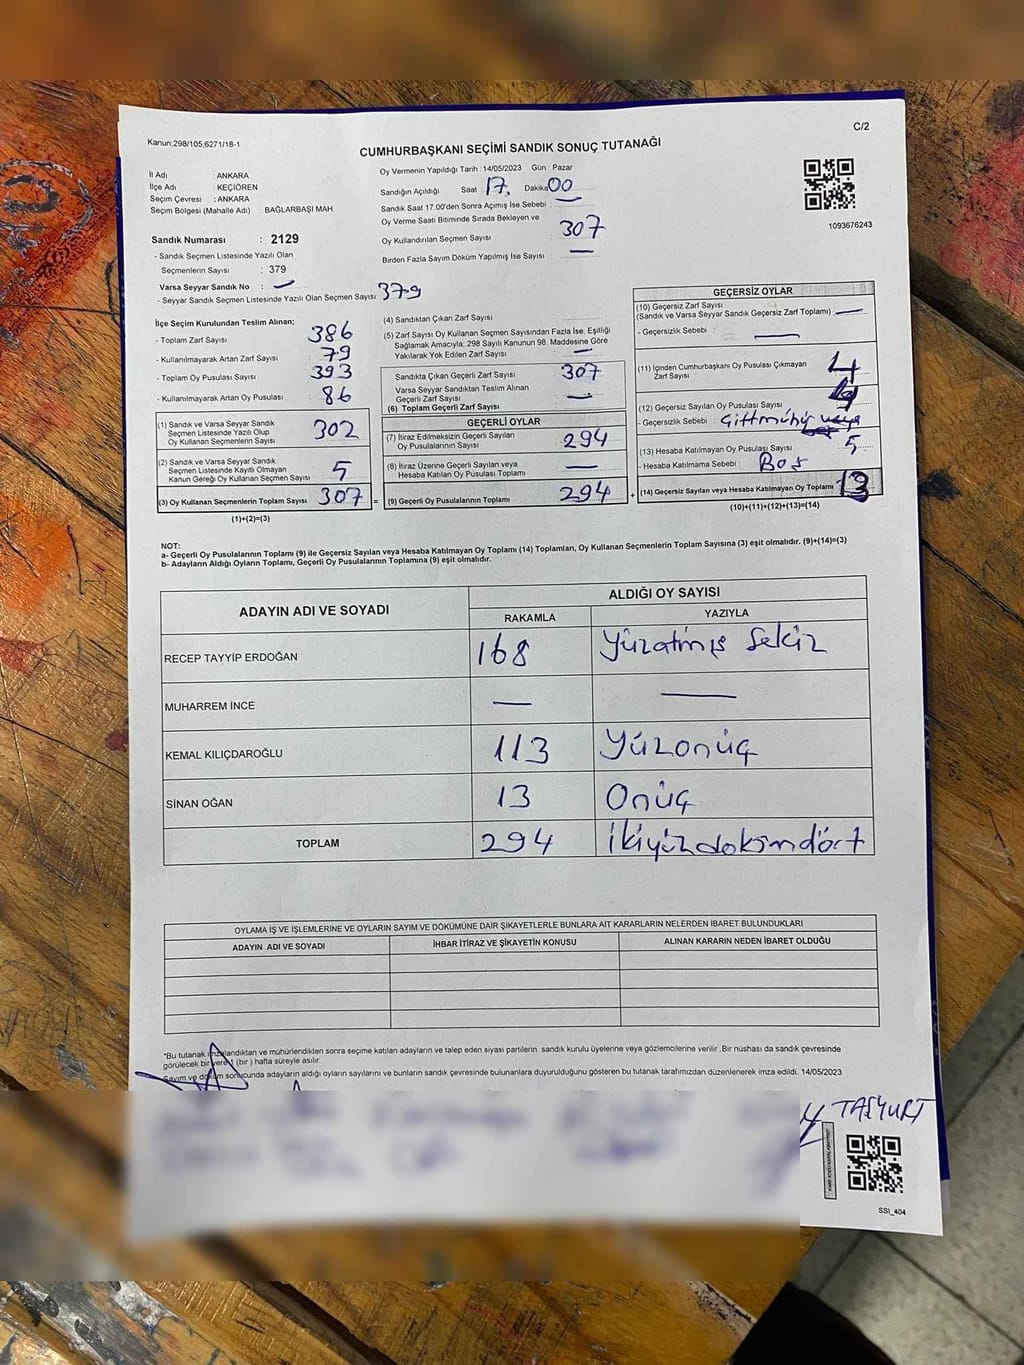 Kanun;298/105,6271/18-1
C/2
CUMHURBAŞKANI SEÇİMİ SANDIK SONUÇ TUTANAĞI
İl Adı : ANKARA
İlçe Adı : KEÇİÖREN
Seçim Çevresi : ANKARA
Seçim Bölgesi (Mahalle Adı) BAĞLARBAŞI MAH.
Sandık Numarası : 2129
- Sandık Seçmen Listesinde Yazılı Olan
Seçmenlerin Sayısı : 379
Varsa Seyyar Sandık No : —
- Seyyar Sandık Seçmen Listesinde Yazılı Olan Seçmen Sayısı 379
Oy Vermenin Yapıldığı Tarih :14/05/2023 Gün : Pazar
Sandığın Açıldığı Saat 17. Dakika 00
Sandık Saat 17:00'den Sonra Açımış İse Sebebi : —
Oy Verme Saati Bitiminde Sırada Bekleyen ve
Oy Kullandırılan Seçmen Sayısı 307
Birden Fazla Sayım Döküm Yapılmış İse Sayısı —
1093676243
İlçe Seçim Kurulundan Teslim Alınan;
- Toplam Zarf Sayısı 386
- Kullanılmayarak Artan Zarf Sayısı 79
- Toplam Oy Pusulası Sayısı 393
- Kullanılmayarak Artan Oy Pusulası 86
(1) Sandık ve Varsa Seyyar Sandık
Seçmen Listesinde Yazılı Olup
Oy Kullanan Seçmenlerin Sayısı 302
(2) Sandık ve Varsa Seyyar Sandık
Seçmen Listesinde Kayıtlı Olmayan
Kanun Gereği Oy Kullanan Seçmen Sayısı 5
(3) Oy Kullanan Seçmenlerin Toplam Sayısı 307 =
(1)+(2)=(3)
(4) Sandıktan Çıkan Zarf Sayısı
(5) Zarf Sayısı Oy Kullanan Seçmen Sayısından Fazla İse, Eşitliği
Sağlamak Amacıyla, 298 Sayılı Kanunun 98. Maddesine Göre
Yakılarak Yok Edilen Zarf Sayısı —
Sandıkta Çıkan Geçerli Zarf Sayısı 307
Varsa Seyyar Sandıktan Teslim Alınan
Geçerli Zarf Sayısı —
(6) Toplam Geçerli Zarf Sayısı
GEÇERLİ OYLAR
(7) İtiraz Edilmeksizin Geçerli Sayılan
Oy Pusulalarının Sayısı 294
(8) İtiraz Üzerine Geçerli Sayılan veya
Hesaba Katılan Oy Pusulası Toplamı —
(9) Geçerli Oy Pusulalarının Toplamı 294 +
GEÇERSİZ OYLAR
(10) Geçersiz Zarf Sayısı
(Sandık ve Varsa Seyyar Sandık Geçersiz Zarf Toplamı) —
- Geçersizlik Sebebi : —
(11) İçinden Cumhurbaşkanı Oy Pusulası Çıkmayan
Zarf Sayısı 4
(12) Geçersiz Sayılan Oy Pusulası Sayısı 4
- Geçersizlik Sebebi :
(13) Hesaba Katılmayan Oy Pusulası Sayısı 5
- Hesaba Katılmama Sebebi : Boş
(14) Geçersiz Sayılan veya Hesaba Katılmayan Oy Toplamı 13
(10)+(11)+(12)+(13)=(14)
NOT:
a- Geçerli Oy Pusulalarının Toplamı (9) ile Geçersiz Sayılan veya Hesaba Katılmayan Oy Toplamı (14) Toplamları, Oy Kullanan Seçmenlerin Toplam Sayısına (3) eşit olmalıdır. (9)+(14)=(3)
b- Adayların Aldığı Oyların Toplamı, Geçerli Oy Pusulalarının Toplamına (9) eşit olmalıdır.
ADAYIN ADI VE SOYADI
ALDIĞI OY SAYISI
RAKAMLA YAZIYLA
RECEP TAYYİP ERDOĞAN 168 Yüzatmış sekiz
MUHARREM İNCE — —
KEMAL KILIÇDAROĞLU 113 Yüzonüç
SİNAN OĞAN 13 Onüç
TOPLAM 294 İkiyüzdoksandört
OYLAMA İŞ VE İŞLEMLERİNE VE OYLARIN SAYIM VE DÖKÜMÜNE DAİR ŞİKAYETLERLE BUNLARA AİT KARARLARIN NELERDEN İBARET BULUNDUKLARI
ADAYIN ADI VE SOYADI İHBAR İTİRAZ VE ŞİKAYETİN KONUSU ALINAN KARARIN NEDEN İBARET OLDUĞU
*Bu tutanak imzalandıktan ve mühürlendikten sonra seçime katılan adayların ve talep eden siyasi partilerin sandık kurulu üyelerine veya gözlemcilerine verilir .Bir nüshası da sandık çevresinde
görülecek bir yere 1 (bir ) hafta süreyle asılır.
Sayım ve döküm sonucunda adayların aldığı oyların sayılarını ve bunların sandık çevresinde bulunanlara duyurulduğunu gösteren bu tutanak tarafımızdan düzenlenerek imza edildi. 14/05/2023
TAŞYURT
SSI_404